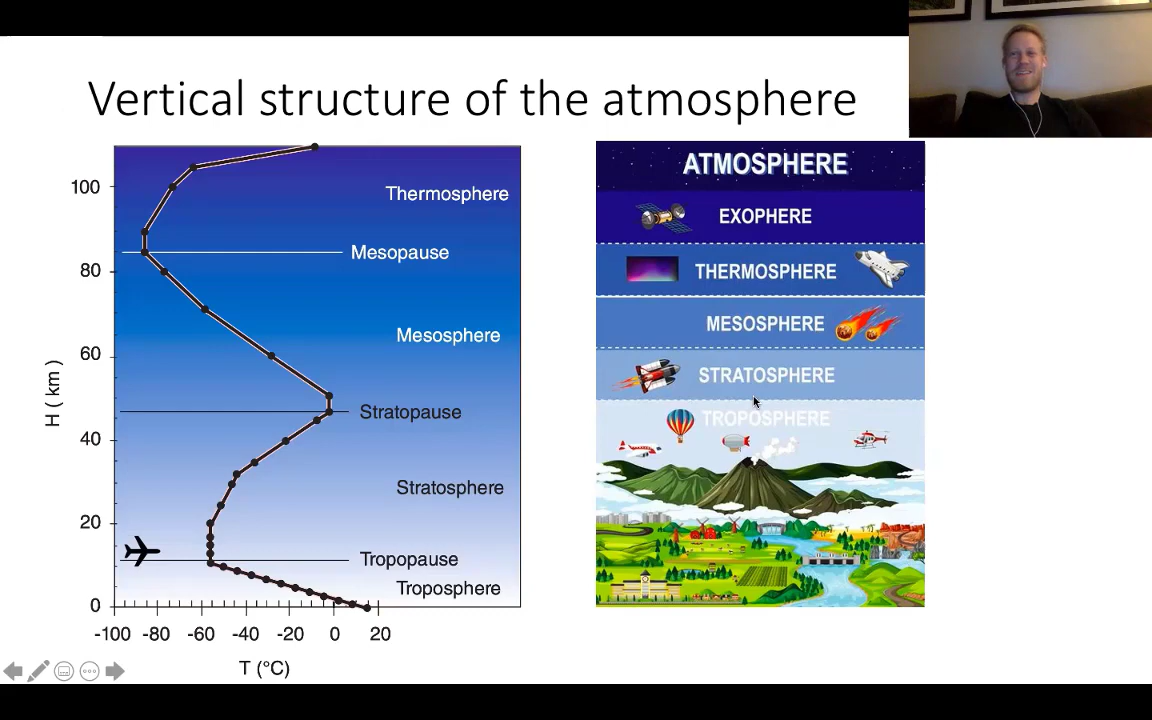 Vertical structure of the atmosphere
100
80
60
40
20
0
H ( km )
Thermosphere
Mesopause
Mesosphere
Stratopause
Stratosphere
Tropopause
Troposphere
-100 -80 -60 -40 -20 0 20
T (°C)
ATMOSPHERE
EXOPHERE
THERMOSPHERE
MESOSPHERE
STRATOSPHERE
TROPOSPHERE